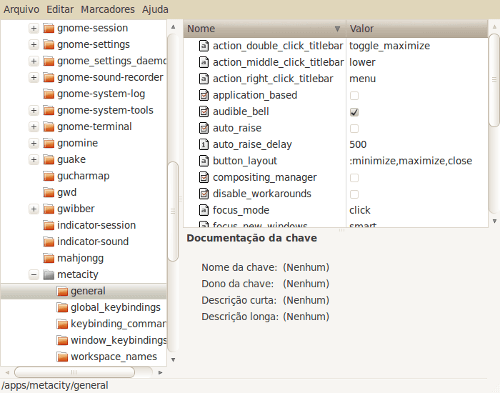 Arquivo Editar Marcadores Ajuda
gnome-session
gnome-settings
gnome_settings_daemo
gnome-sound-recorder
gnome-system-log
gnome-system-tools
gnome-terminal
gnomine
guake
gucharmap
gwd
gwibber
indicator-session
indicator-sound
mahjongg
metacity
general
global_keybindings
keybinding_comman
window_keybindings
workspace_names
Nome Valor
action_double_click_titlebar toggle_maximize
action_middle_click_titlebar lower
action_right_click_titlebar menu
application_based
audible_bell
auto_raise
auto_raise_delay 500
button_layout :minimize,maximize,close
compositing_manager
disable_workarounds
focus_mode click
focus_new_windows smart
Documentação da chave
Nome da chave: (Nenhum)
Dono da chave: (Nenhum)
Descrição curta: (Nenhum)
Descrição longa: (Nenhum)
/apps/metacity/general